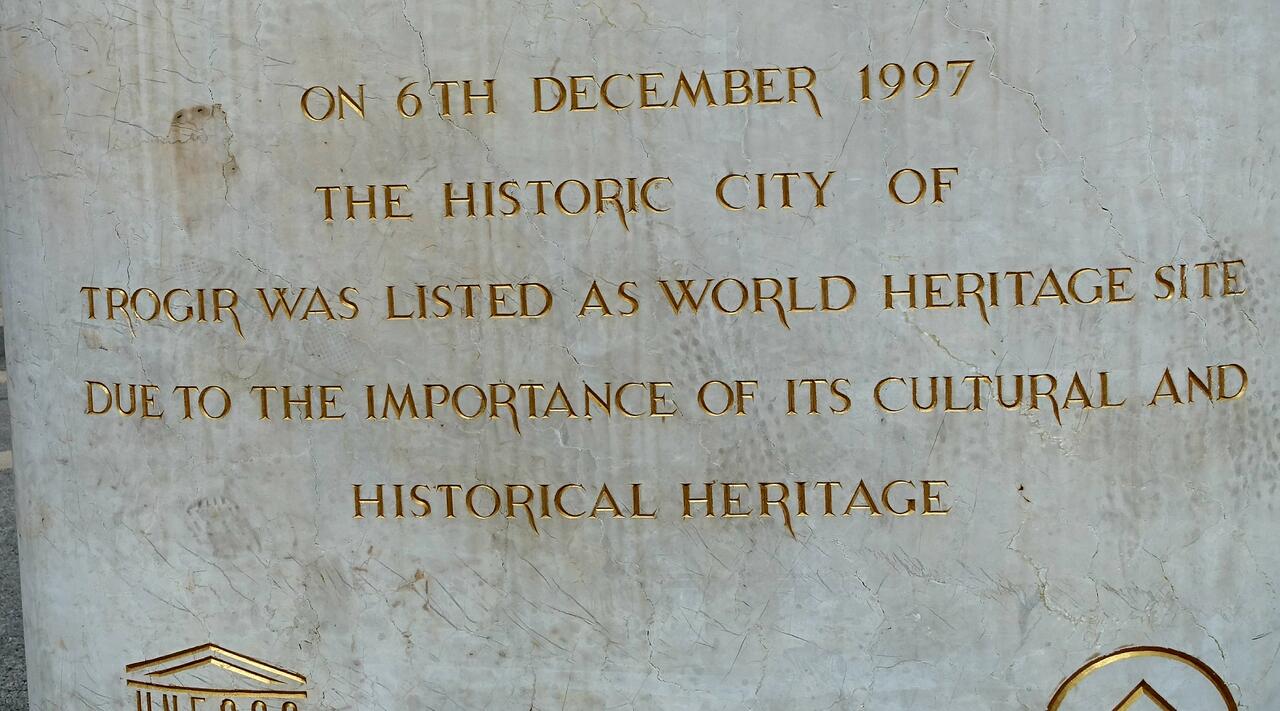 ON 6TH DECEMBER 1997
THE HISTORIC CITY OF
TROGIR WAS LISTED AS WORLD HERITAGE SITE
DUE TO THE IMPORTANCE OF ITS CULTURAL AND
HISTORICAL HERITAGE
UNESCO